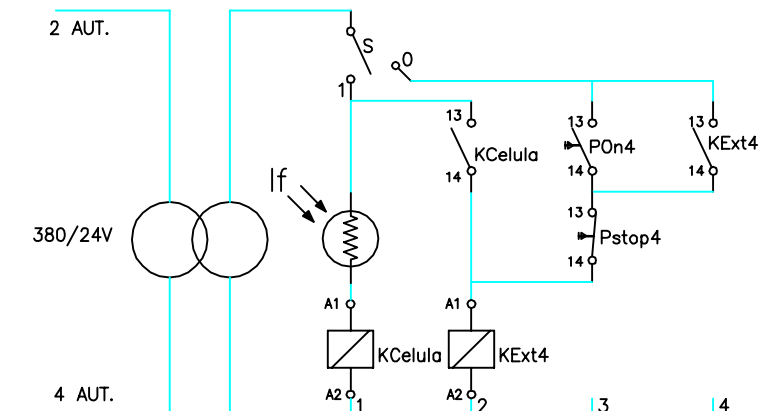 2 AUT.
S
0
1
13
KCelula
14
13
POn4
14
13
KExt4
14
If
380/24V
13
Pstop4
14
A1
KCelula
A2
A1
KExt4
A2
4 AUT.
1
2
3
4